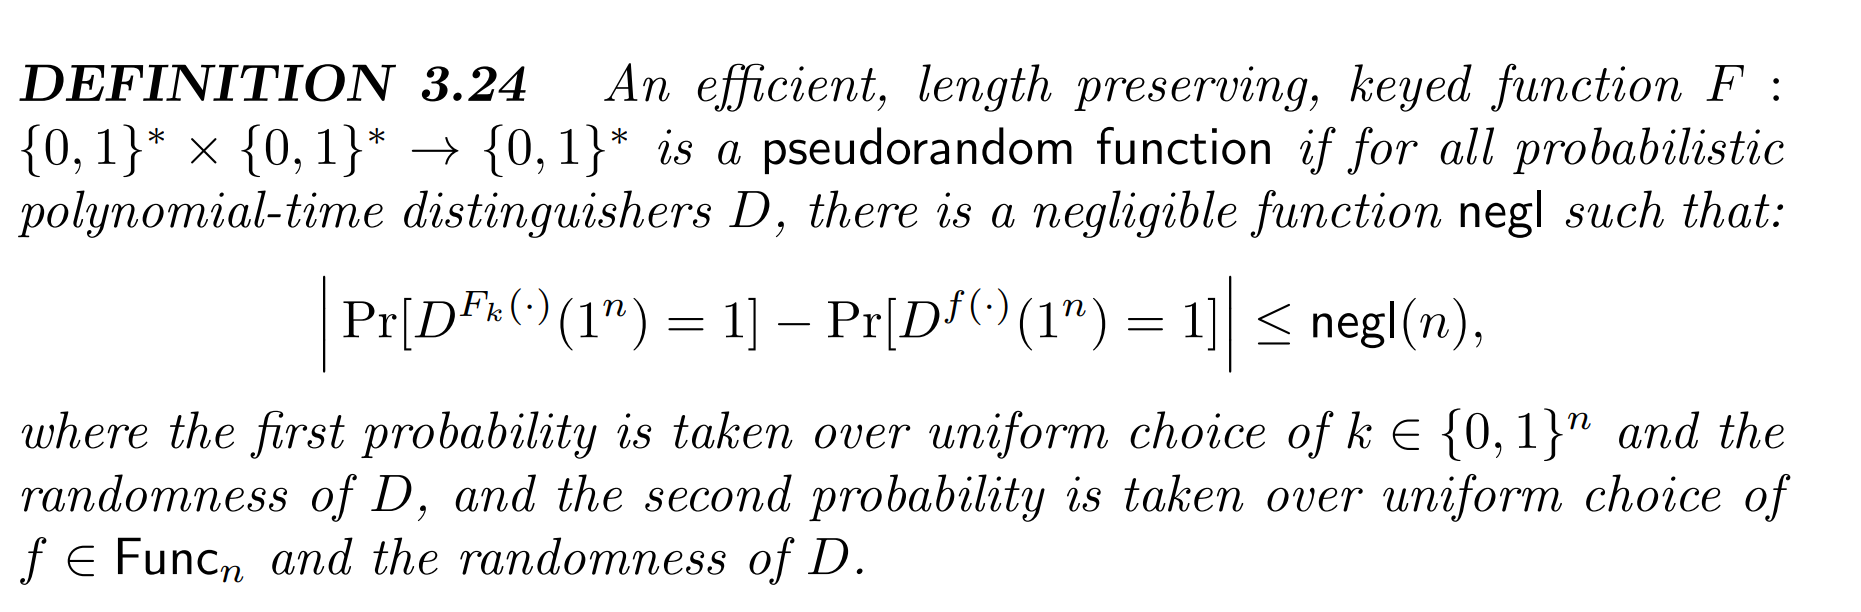 DEFINITION 3.24 An efficient, length preserving, keyed function F :
{0, 1}* × {0, 1}* → {0, 1}* is a pseudorandom function if for all probabilistic
polynomial-time distinguishers D, there is a negligible function negl such that:
|Pr[D^{F_k(·)}(1^n) = 1] − Pr[D^{f(·)}(1^n) = 1]| ≤ negl(n),
where the first probability is taken over uniform choice of k ∈ {0, 1}^n and the
randomness of D, and the second probability is taken over uniform choice of
f ∈ Func_n and the randomness of D.